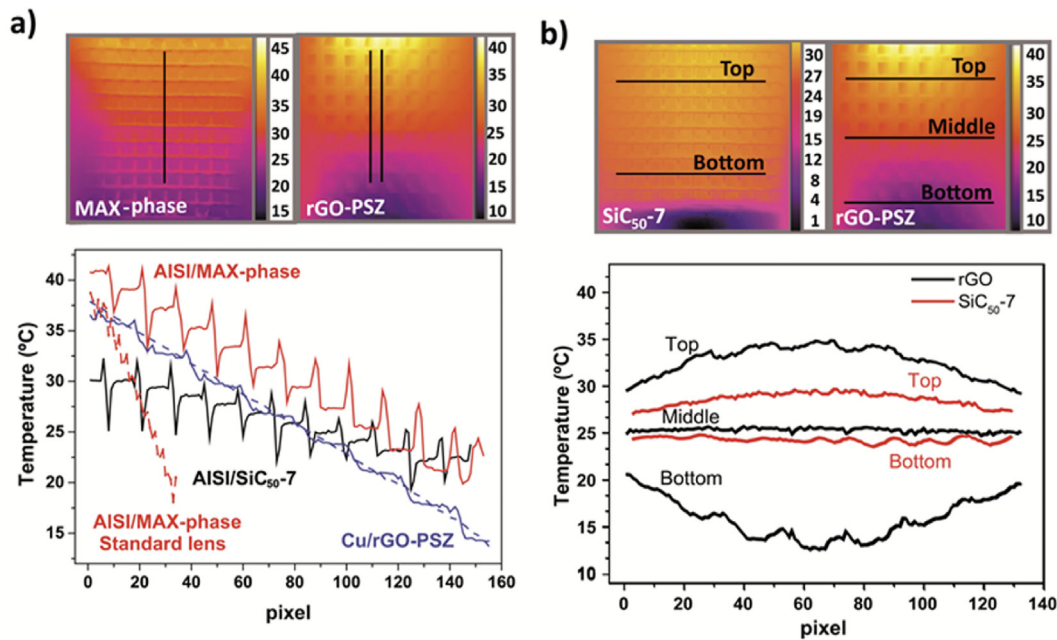 a)
45
40
35
30
25
20
15
MAX-phase
40
35
30
25
20
15
10
rGO-PSZ
AISI/MAX-phase
AISI/SiC50-7
AISI/MAX-phase
Standard lens
Cu/rGO-PSZ
Temperature (ºC)
40
35
30
25
20
15
0 20 40 60 80 100 120 140 160
pixel
b)
Top
Bottom
SiC50-7
30
27
24
19
15
12
8
4
1
Top
Middle
Bottom
rGO-PSZ
40
35
30
25
20
15
10
rGO
SiC50-7
Top
Top
Middle
Bottom
Bottom
Temperature (ºC)
40
35
30
25
20
15
10
0 20 40 60 80 100 120 140
pixel